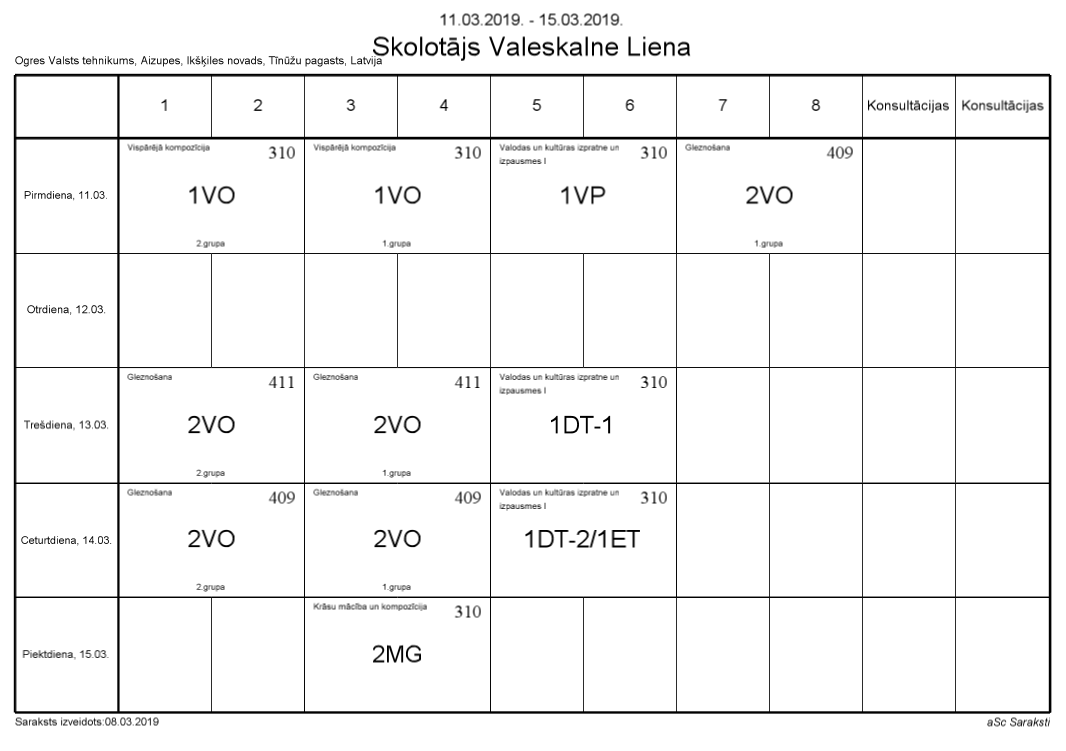 11.03.2019. - 15.03.2019.
Skolotājs Valeskalne Liena
Ogres Valsts tehnikums, Aizupes, Ikšķiles novads, Tīnūžu pagasts, Latvija
1 2 3 4 5 6 7 8 Konsultācijas Konsultācijas
Pirmdiena, 11.03.
Vispārējā kompozīcija 310
1VO
2.grupa
Vispārējā kompozīcija 310
1VO
1.grupa
Valodas un kultūras izpratne un 310
izpausmes I
1VP
Gleznošana 409
2VO
1.grupa
Otrdiena, 12.03.
Trešdiena, 13.03.
Gleznošana 411
2VO
2.grupa
Gleznošana 411
2VO
1.grupa
Valodas un kultūras izpratne un 310
izpausmes I
1DT-1
Ceturtdiena, 14.03.
Gleznošana 409
2VO
2.grupa
Gleznošana 409
2VO
1.grupa
Valodas un kultūras izpratne un 310
izpausmes I
1DT-2/1ET
Piektdiena, 15.03.
Krāsu mācība un kompozīcija 310
2MG
Saraksts izveidots:08.03.2019
aSc Saraksti